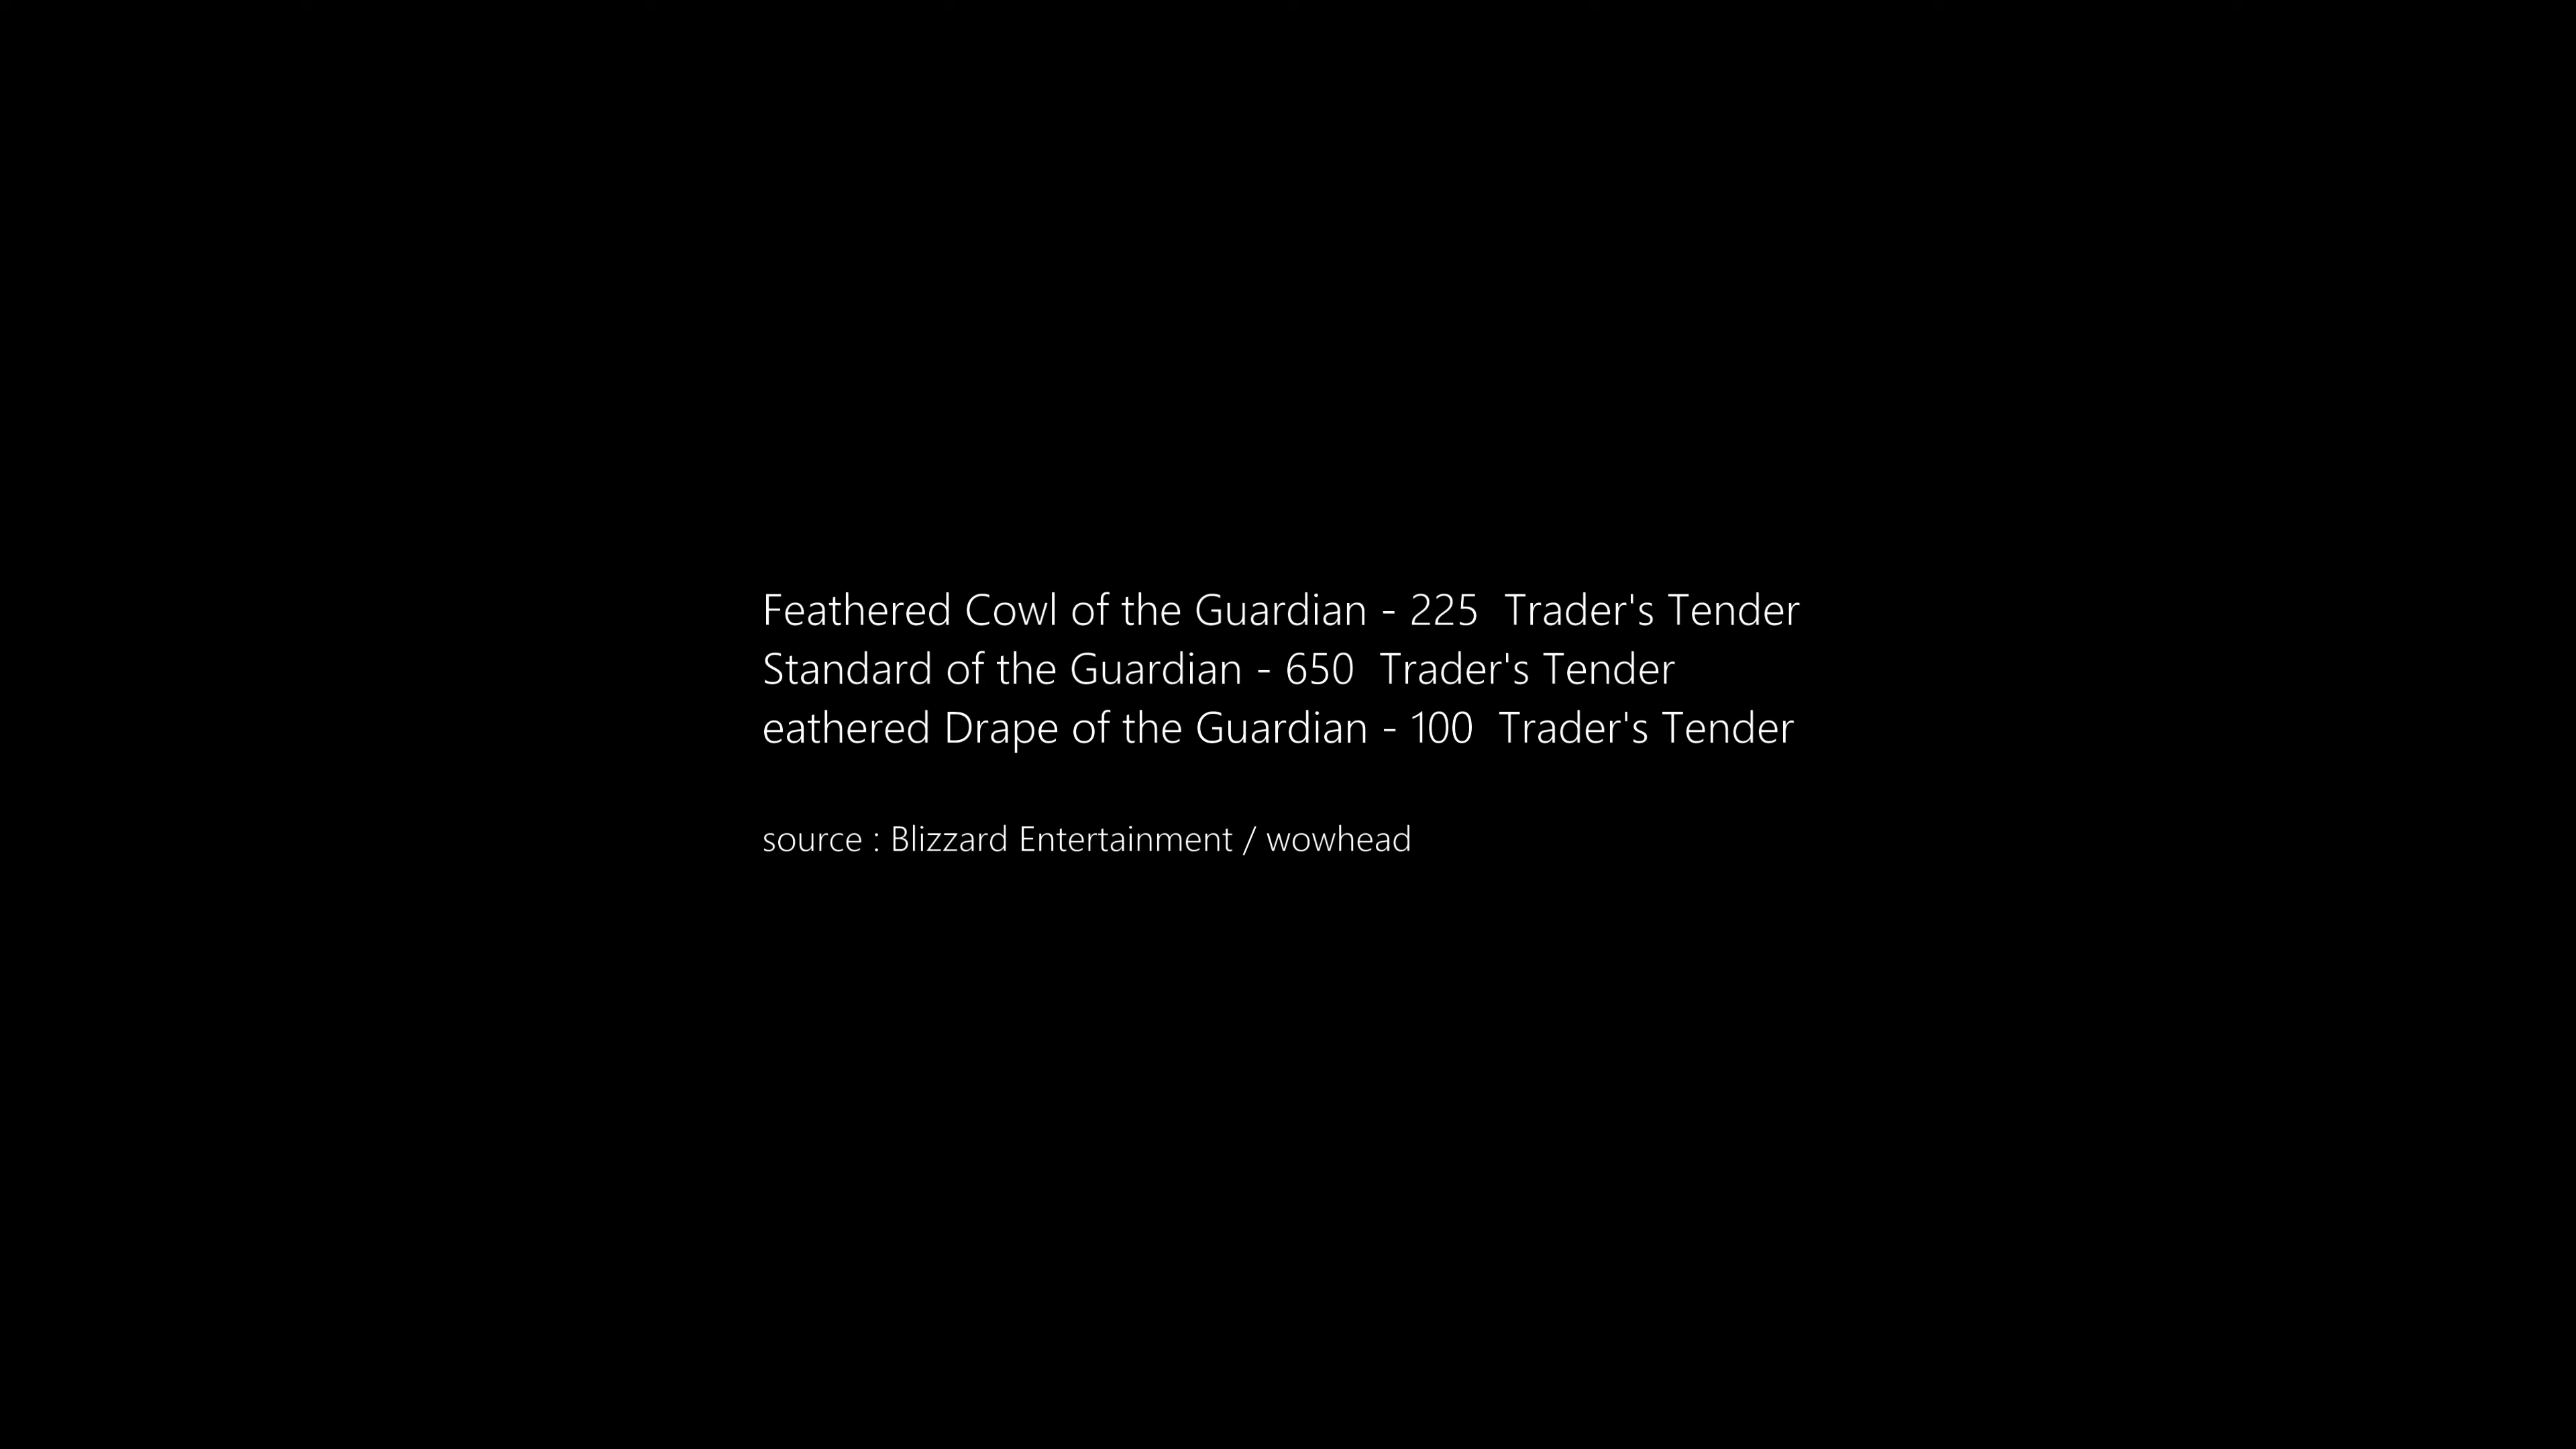 Feathered Cowl of the Guardian - 225  Trader's Tender
Standard of the Guardian - 650  Trader's Tender
eathered Drape of the Guardian - 100  Trader's Tender
source : Blizzard Entertainment / wowhead